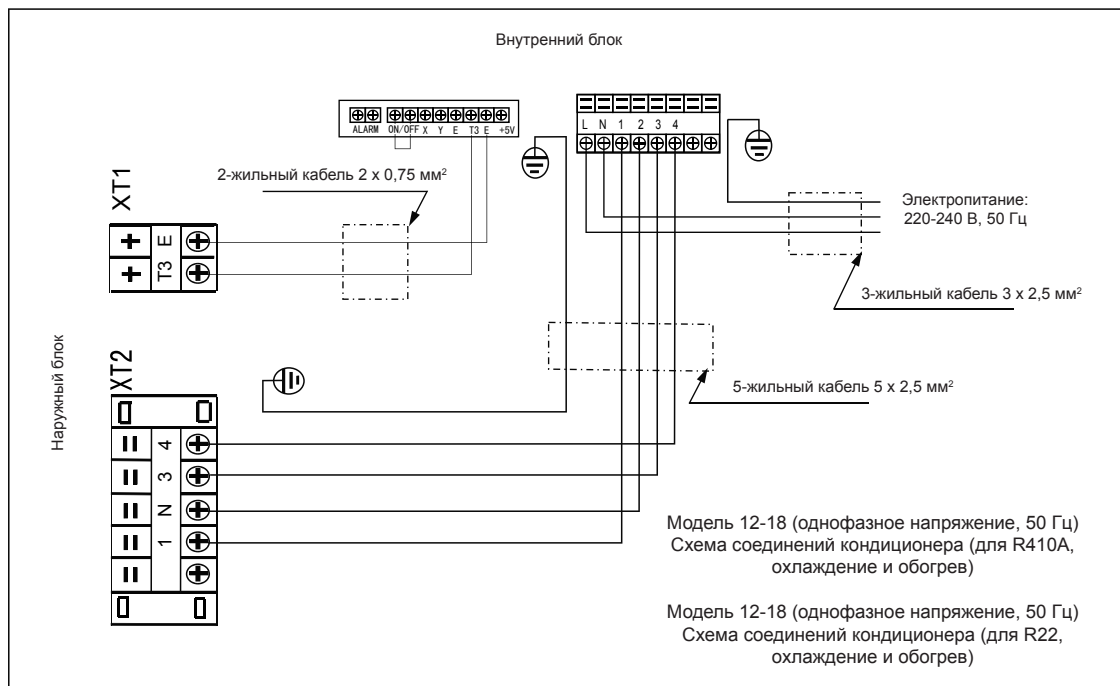 Внутренний блок
ALARM ON/OFF X Y E T3 E +5V
L N 1 2 3 4
2-жильный кабель 2 x 0,75 мм²
Электропитание:
220-240 В, 50 Гц
XT1
E
T3
3-жильный кабель 3 x 2,5 мм²
Наружный блок
XT2
5-жильный кабель 5 x 2,5 мм²
4
3
N
1
Модель 12-18 (однофазное напряжение, 50 Гц)
Схема соединений кондиционера (для R410A,
охлаждение и обогрев)
Модель 12-18 (однофазное напряжение, 50 Гц)
Схема соединений кондиционера (для R22,
охлаждение и обогрев)